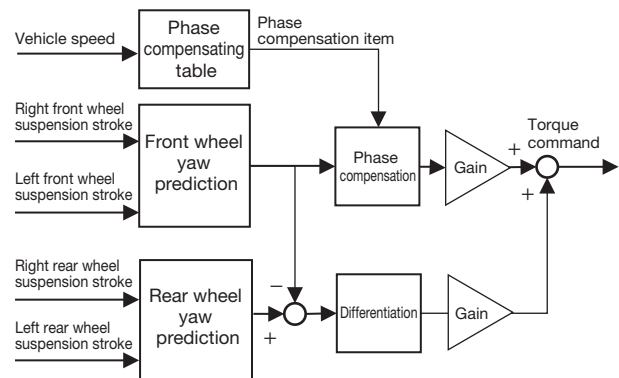 Vehicle speed
Phase
compensating
table
Phase
compensation item
Right front wheel
suspension stroke
Left front wheel
suspension stroke
Front wheel
yaw
prediction
Phase
compensation
Gain
+
+
Torque
command
Right rear wheel
suspension stroke
Left rear wheel
suspension stroke
Rear wheel
yaw
prediction
−
+
Differentiation
Gain